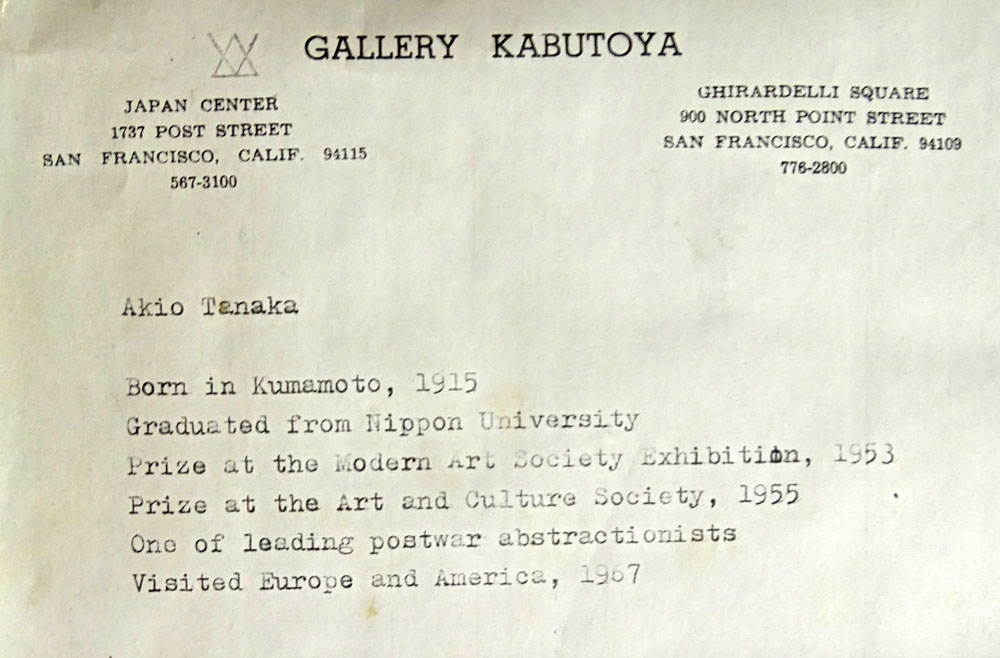 GALLERY KABUTOYA
JAPAN CENTER
1737 POST STREET
SAN FRANCISCO, CALIF. 94115
567-3100
GHIRARDELLI SQUARE
900 NORTH POINT STREET
SAN FRANCISCO, CALIF. 94109
776-2800
Akio Tanaka
Born in Kumamoto, 1915
Graduated from Nippon University
Prize at the Modern Art Society Exhibition, 1953
Prize at the Art and Culture Society, 1955
One of leading postwar abstractionists
Visited Europe and America, 1967